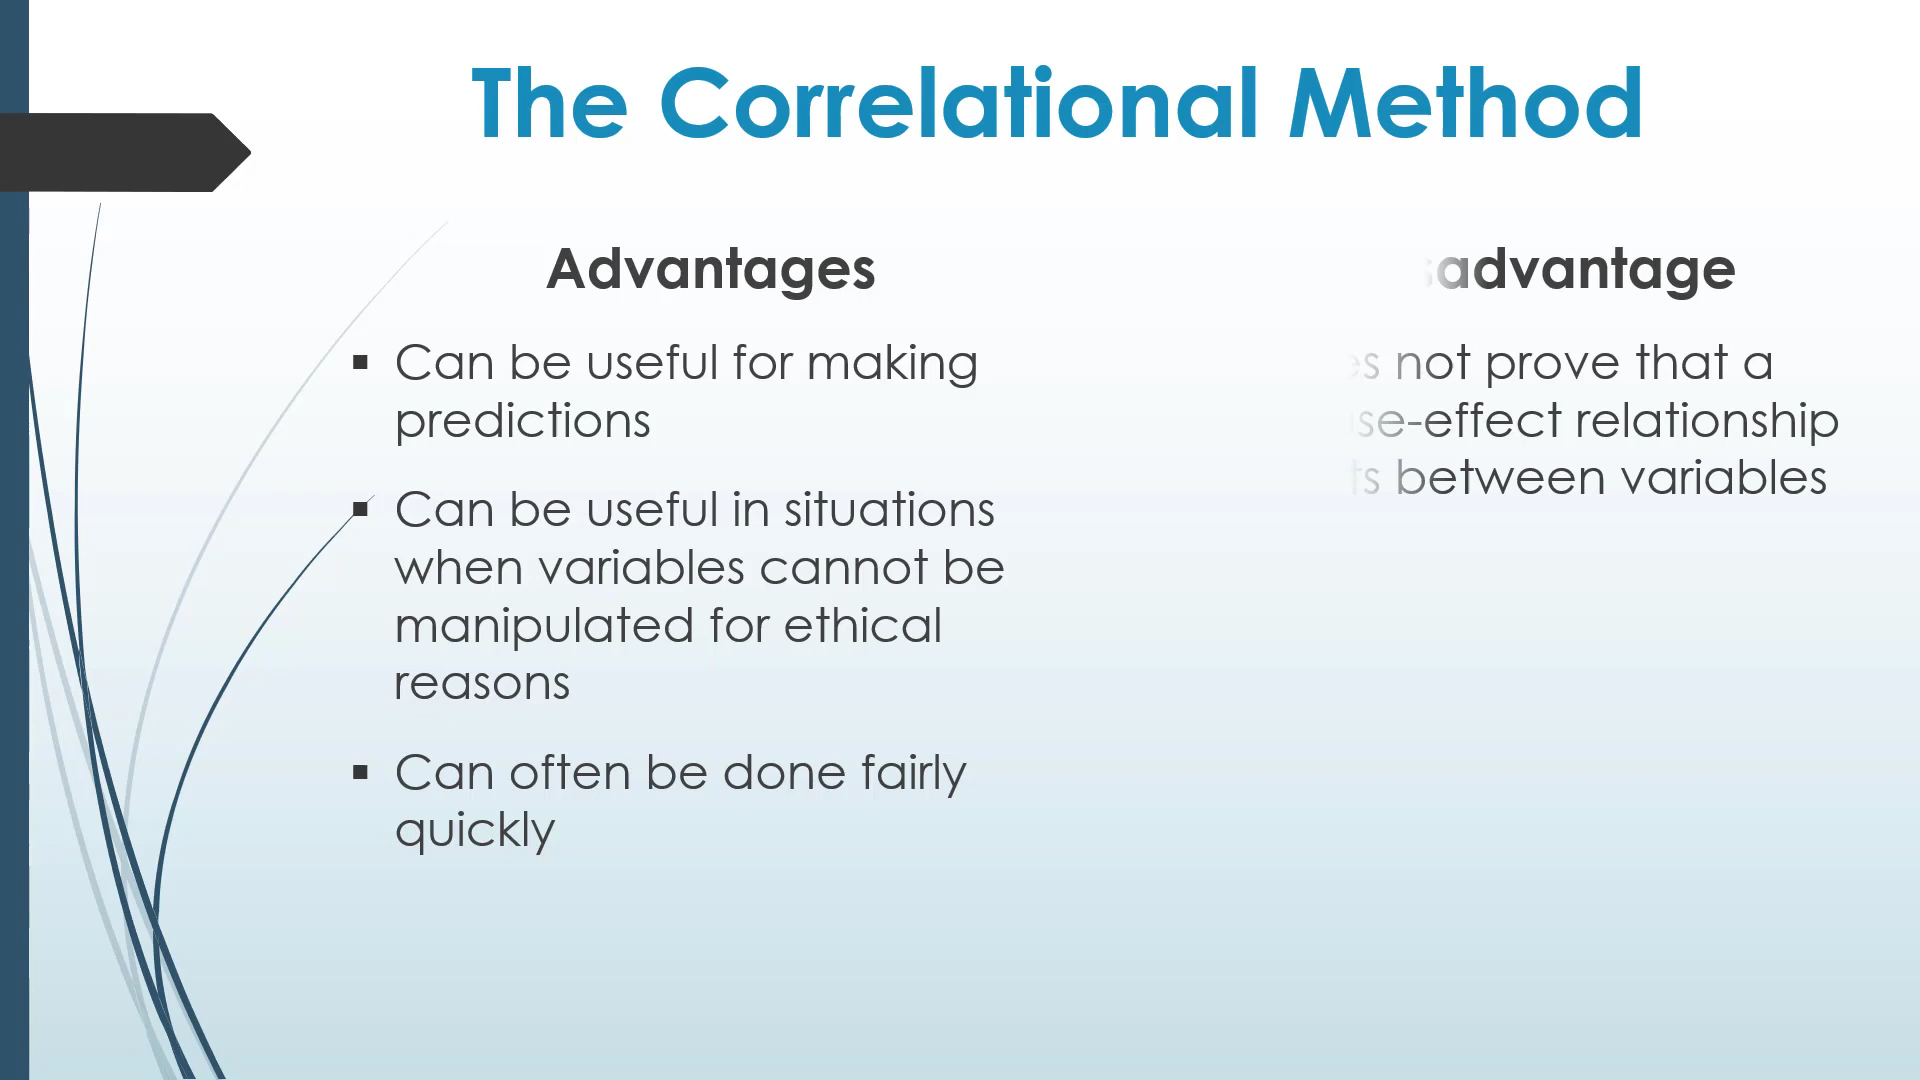 The Correlational Method
Advantages
▪ Can be useful for making
predictions
▪ Can be useful in situations
when variables cannot be
manipulated for ethical
reasons
▪ Can often be done fairly
quickly
not prove that a
-effect relationship
between variables